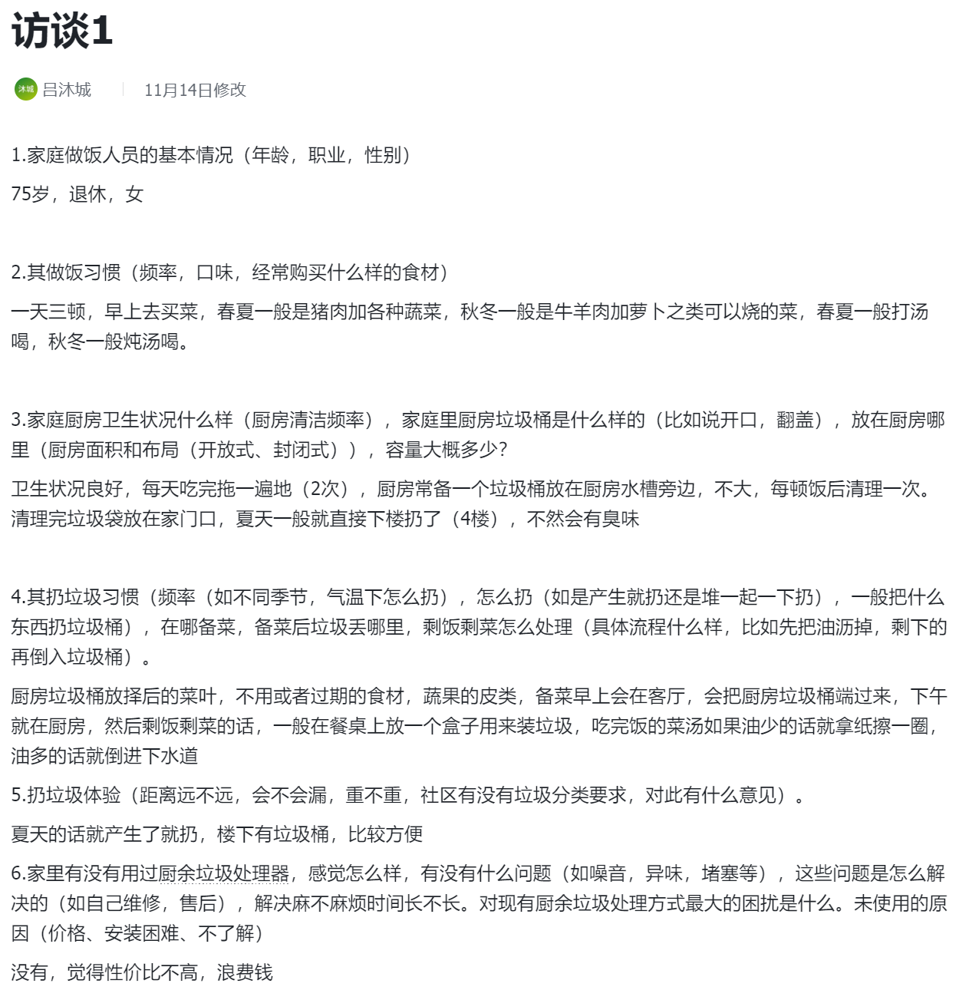 访谈1
沐城 吕沐城 11月14日修改
1.家庭做饭人员的基本情况（年龄，职业，性别）
75岁，退休，女
2.其做饭习惯（频率，口味，经常购买什么样的食材）
一天三顿，早上去买菜，春夏一般是猪肉加各种蔬菜，秋冬一般是牛羊肉加萝卜之类可以烧的菜，春夏一般打汤
喝，秋冬一般炖汤喝。
3.家庭厨房卫生状况什么样（厨房清洁频率），家庭里厨房垃圾桶是什么样的（比如说开口，翻盖），放在厨房哪
里（厨房面积和布局（开放式、封闭式）），容量大概多少？
卫生状况良好，每天吃完拖一遍地（2次），厨房常备一个垃圾桶放在厨房水槽旁边，不大，每顿饭后清理一次。
清理完垃圾袋放在家门口，夏天一般就直接下楼扔了（4楼），不然会有臭味
4.其扔垃圾习惯（频率（如不同季节，气温下怎么扔），怎么扔（如是产生就扔还是堆一起一下扔），一般把什么
东西扔垃圾桶），在哪备菜，备菜后垃圾丢哪里，剩饭剩菜怎么处理（具体流程什么样，比如先把油沥掉，剩下的
再倒入垃圾桶）。
厨房垃圾桶放择后的菜叶，不用或者过期的食材，蔬果的皮类，备菜早上会在客厅，会把厨房垃圾桶端过来，下午
就在厨房，然后剩饭剩菜的话，一般在餐桌上放一个盒子用来装垃圾，吃完饭的菜汤如果油少的话就拿纸擦一圈，
油多的话就倒进下水道
5.扔垃圾体验（距离远不远，会不会漏，重不重，社区有没有垃圾分类要求，对此有什么意见）。
夏天的话就产生了就扔，楼下有垃圾桶，比较方便
6.家里有没有用过厨余垃圾处理器，感觉怎么样，有没有什么问题（如噪音，异味，堵塞等），这些问题是怎么解
决的（如自己维修，售后），解决麻不麻烦时间长不长。对现有厨余垃圾处理方式最大的困扰是什么。未使用的原
因（价格、安装困难、不了解）
没有，觉得性价比不高，浪费钱